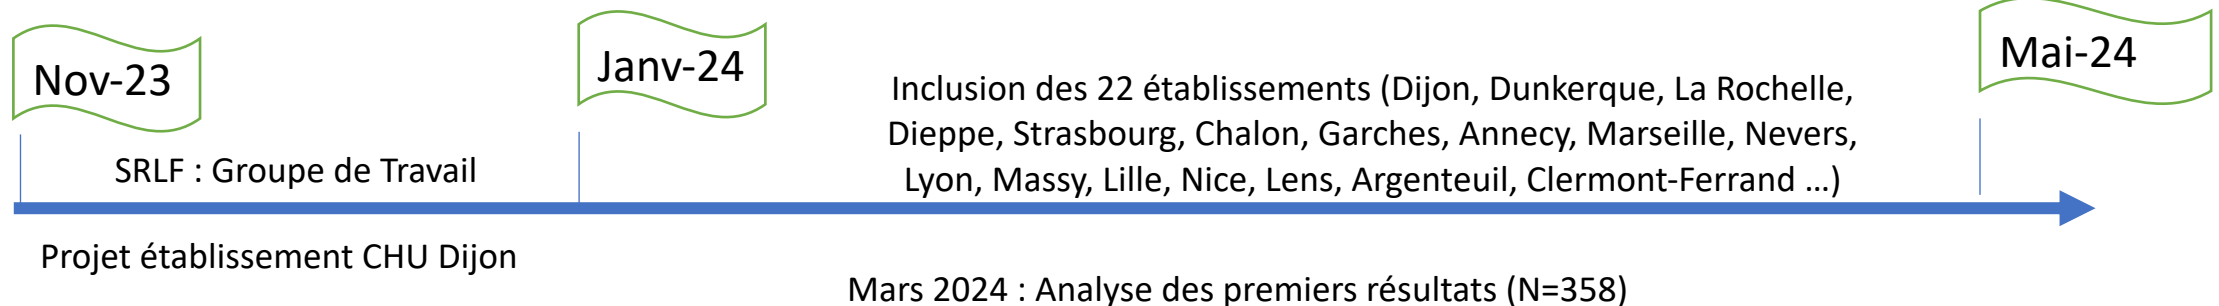 Nov-23
Janv-24
Mai-24
SRLF : Groupe de Travail
Inclusion des 22 établissements (Dijon, Dunkerque, La Rochelle,
Dieppe, Strasbourg, Chalon, Garches, Annecy, Marseille, Nevers,
Lyon, Massy, Lille, Nice, Lens, Argenteuil, Clermont-Ferrand …)
Projet établissement CHU Dijon
Mars 2024 : Analyse des premiers résultats (N=358)